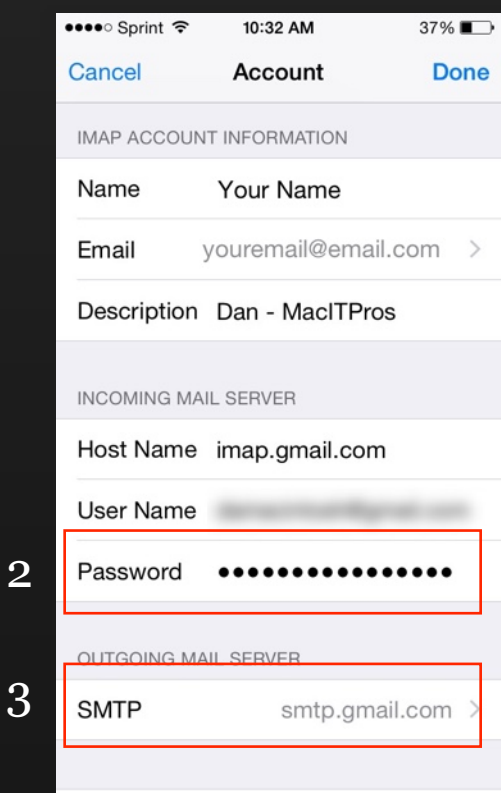 Sprint 10:32 AM 37%
Cancel Account Done
IMAP ACCOUNT INFORMATION
Name Your Name
Email youremail@email.com >
Description Dan - MacITPros
INCOMING MAIL SERVER
Host Name imap.gmail.com
User Name
2 Password ●●●●●●●●●●●●●●●●
OUTGOING MAIL SERVER
3 SMTP smtp.gmail.com >